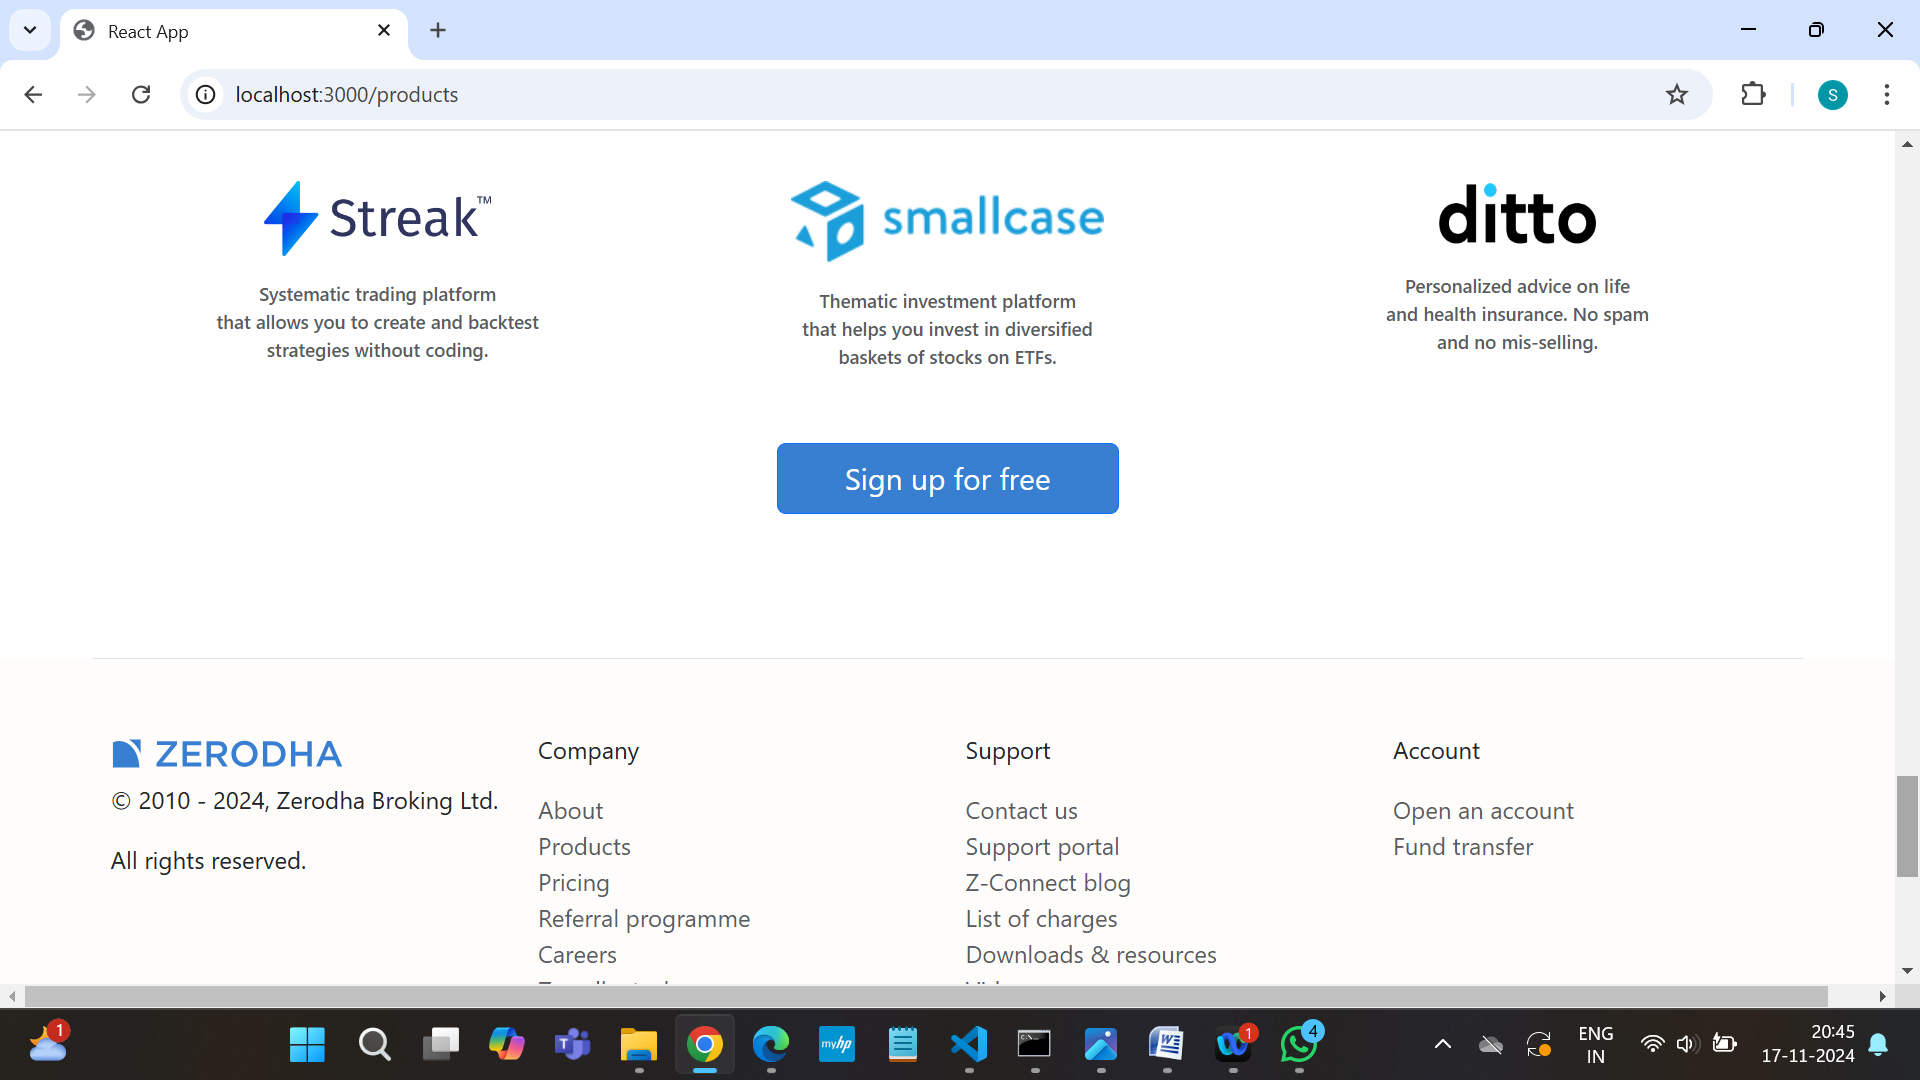 React App
localhost:3000/products
Streak™
Systematic trading platform
that allows you to create and backtest
strategies without coding.
smallcase
Thematic investment platform
that helps you invest in diversified
baskets of stocks on ETFs.
ditto
Personalized advice on life
and health insurance. No spam
and no mis-selling.
Sign up for free
ZERODHA
© 2010 - 2024, Zerodha Broking Ltd.
All rights reserved.
Company
About
Products
Pricing
Referral programme
Careers
Support
Contact us
Support portal
Z-Connect blog
List of charges
Downloads & resources
Account
Open an account
Fund transfer
S
1
myhp
1
4
ENG
IN
20:45
17-11-2024